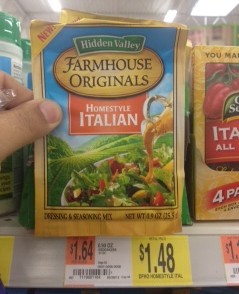 NEW
Hidden Valley
FARMHOUSE
ORIGINALS
HOMESTYLE
ITALIAN
DRESSING & SEASONING MIX
NET WT 0.9 OZ (25.5
YOU MA
ITA
ALL
4 PA
$1.64
$1.48
ITAL